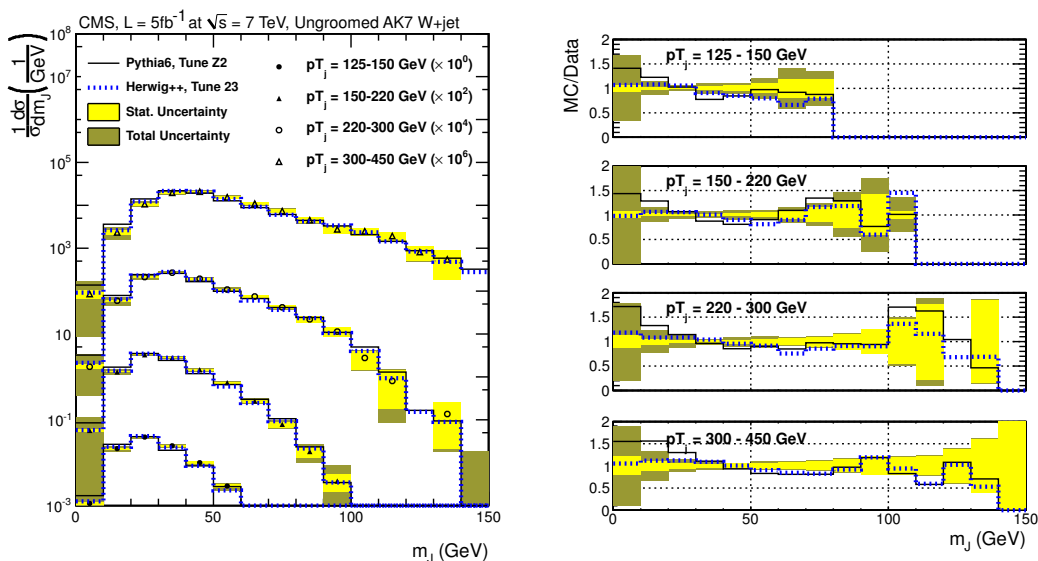 CMS, L = 5fb⁻¹ at √s = 7 TeV, Ungroomed AK7 W+jet
1/σ dσ/dm_J (1/GeV)
10⁸
10⁷
10⁵
10³
10
10⁻¹
10⁻³
Pythia6, Tune Z2
Herwig++, Tune 23
Stat. Uncertainty
Total Uncertainty
pT_j = 125-150 GeV (× 10⁰)
pT_j = 150-220 GeV (× 10²)
pT_j = 220-300 GeV (× 10⁴)
pT_j = 300-450 GeV (× 10⁶)
0 50 100 150
m_J (GeV)
MC/Data
2
1.5
1
0.5
0
pT_j = 125 - 150 GeV
2
1.5
1
0.5
0
pT_j = 150 - 220 GeV
2
1.5
1
0.5
0
pT_j = 220 - 300 GeV
2
1.5
1
0.5
pT_j = 300 - 450 GeV
0 50 100 150
m_J (GeV)